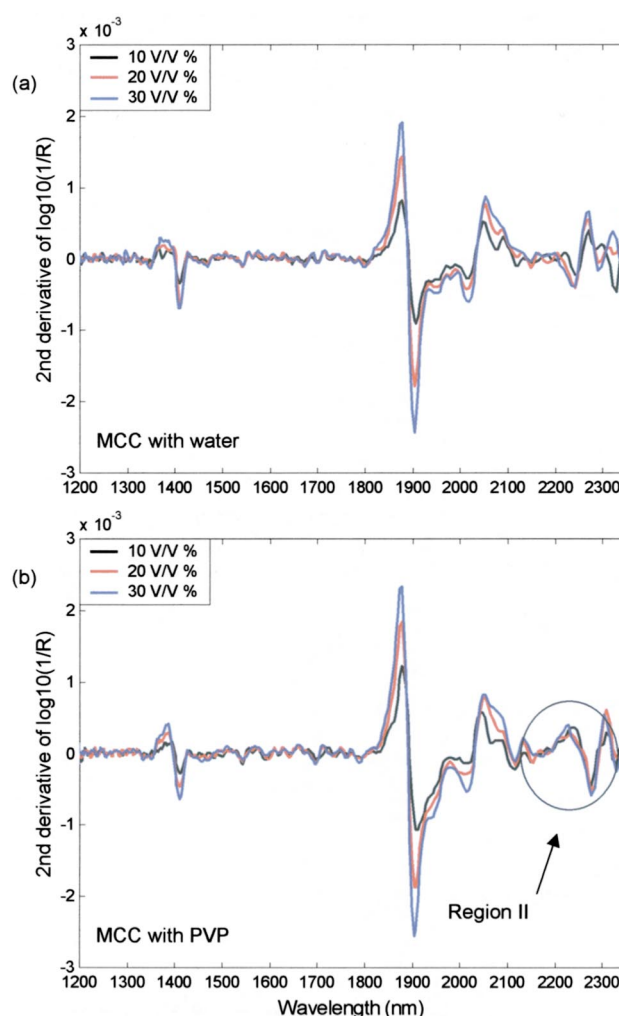 x 10⁻³
3
(a)
10 V/V %
20 V/V %
30 V/V %
2
1
0
-1
-2
-3
2nd derivative of log10(1/R)
MCC with water
1200 1300 1400 1500 1600 1700 1800 1900 2000 2100 2200 2300
x 10⁻³
3
(b)
10 V/V %
20 V/V %
30 V/V %
2
1
0
-1
-2
-3
2nd derivative of log10(1/R)
Region II
MCC with PVP
1200 1300 1400 1500 1600 1700 1800 1900 2000 2100 2200 2300
Wavelength (nm)